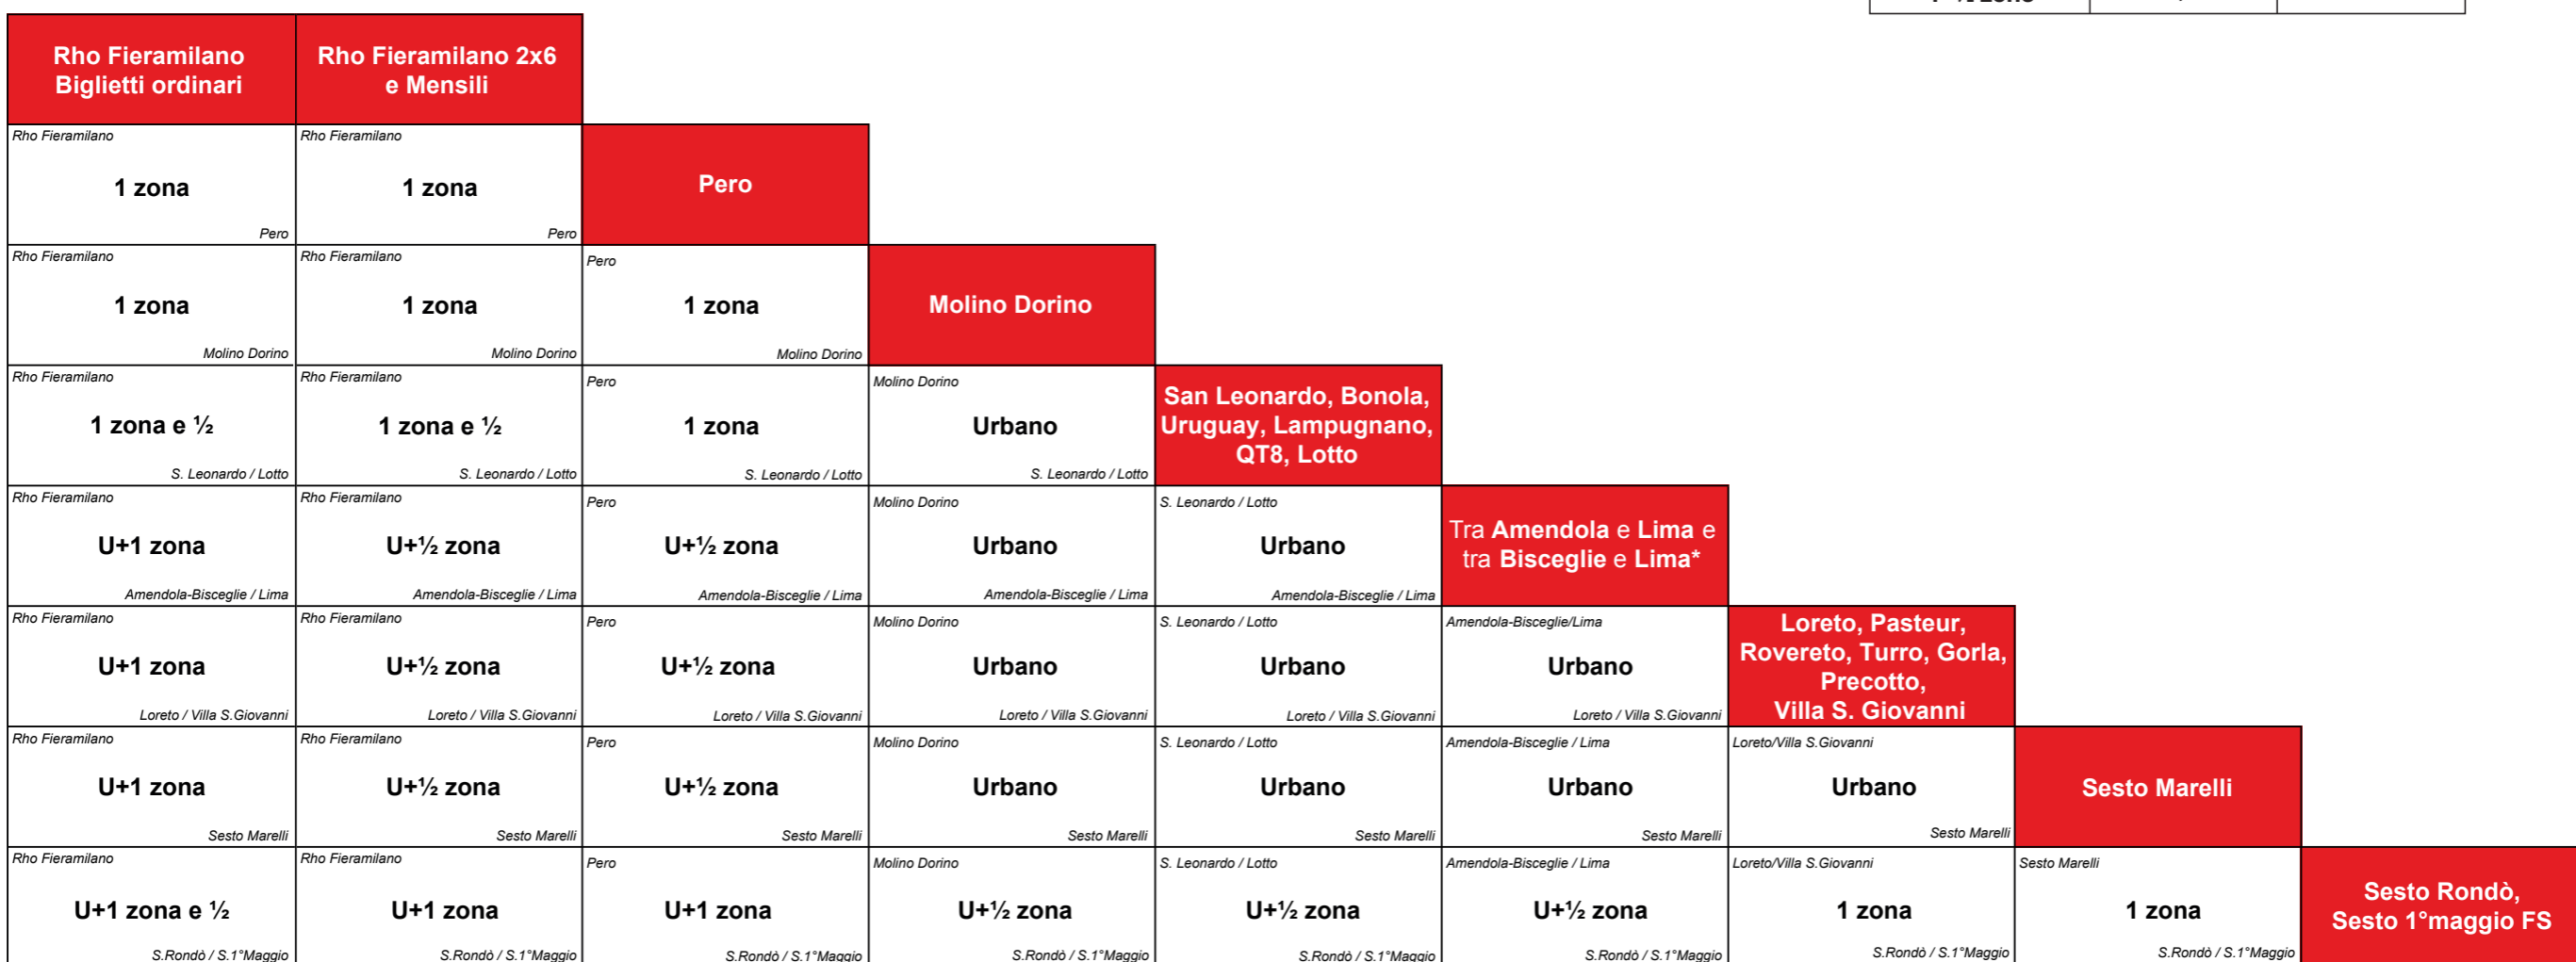 Rho Fieramilano
Biglietti ordinari
Rho Fieramilano 2x6
e Mensili
Rho Fieramilano
1 zona
Pero
Rho Fieramilano
1 zona
Pero
Pero
Rho Fieramilano
1 zona
Molino Dorino
Rho Fieramilano
1 zona
Molino Dorino
Pero
1 zona
Molino Dorino
Molino Dorino
Rho Fieramilano
1 zona e ½
S. Leonardo / Lotto
Rho Fieramilano
1 zona e ½
S. Leonardo / Lotto
Pero
1 zona
S. Leonardo / Lotto
Molino Dorino
Urbano
S. Leonardo / Lotto
San Leonardo, Bonola,
Uruguay, Lampugnano,
QT8, Lotto
Rho Fieramilano
U+1 zona
Amendola-Bisceglie / Lima
Rho Fieramilano
U+½ zona
Amendola-Bisceglie / Lima
Pero
U+½ zona
Amendola-Bisceglie / Lima
Molino Dorino
Urbano
Amendola-Bisceglie / Lima
S. Leonardo / Lotto
Urbano
Amendola-Bisceglie / Lima
Tra Amendola e Lima e
tra Bisceglie e Lima*
Rho Fieramilano
U+1 zona
Loreto / Villa S.Giovanni
Rho Fieramilano
U+½ zona
Loreto / Villa S.Giovanni
Pero
U+½ zona
Loreto / Villa S.Giovanni
Molino Dorino
Urbano
Loreto / Villa S.Giovanni
S. Leonardo / Lotto
Urbano
Loreto / Villa S.Giovanni
Amendola-Bisceglie/Lima
Urbano
Loreto / Villa S.Giovanni
Loreto, Pasteur,
Rovereto, Turro, Gorla,
Precotto,
Villa S. Giovanni
Rho Fieramilano
U+1 zona
Sesto Marelli
Rho Fieramilano
U+½ zona
Sesto Marelli
Pero
U+½ zona
Sesto Marelli
Molino Dorino
Urbano
Sesto Marelli
S. Leonardo / Lotto
Urbano
Sesto Marelli
Amendola-Bisceglie / Lima
Urbano
Sesto Marelli
Loreto/Villa S.Giovanni
Urbano
Sesto Marelli
Sesto Marelli
Rho Fieramilano
U+1 zona e ½
S.Rondò / S.1°Maggio
Rho Fieramilano
U+1 zona
S.Rondò / S.1°Maggio
Pero
U+1 zona
S.Rondò / S.1°Maggio
Molino Dorino
U+½ zona
S.Rondò / S.1°Maggio
S. Leonardo / Lotto
U+½ zona
S.Rondò / S.1°Maggio
Amendola-Bisceglie / Lima
U+½ zona
S.Rondò / S.1°Maggio
Loreto/Villa S.Giovanni
1 zona
S.Rondò / S.1°Maggio
Sesto Marelli
1 zona
S.Rondò / S.1°Maggio
Sesto Rondò,
Sesto 1°maggio FS